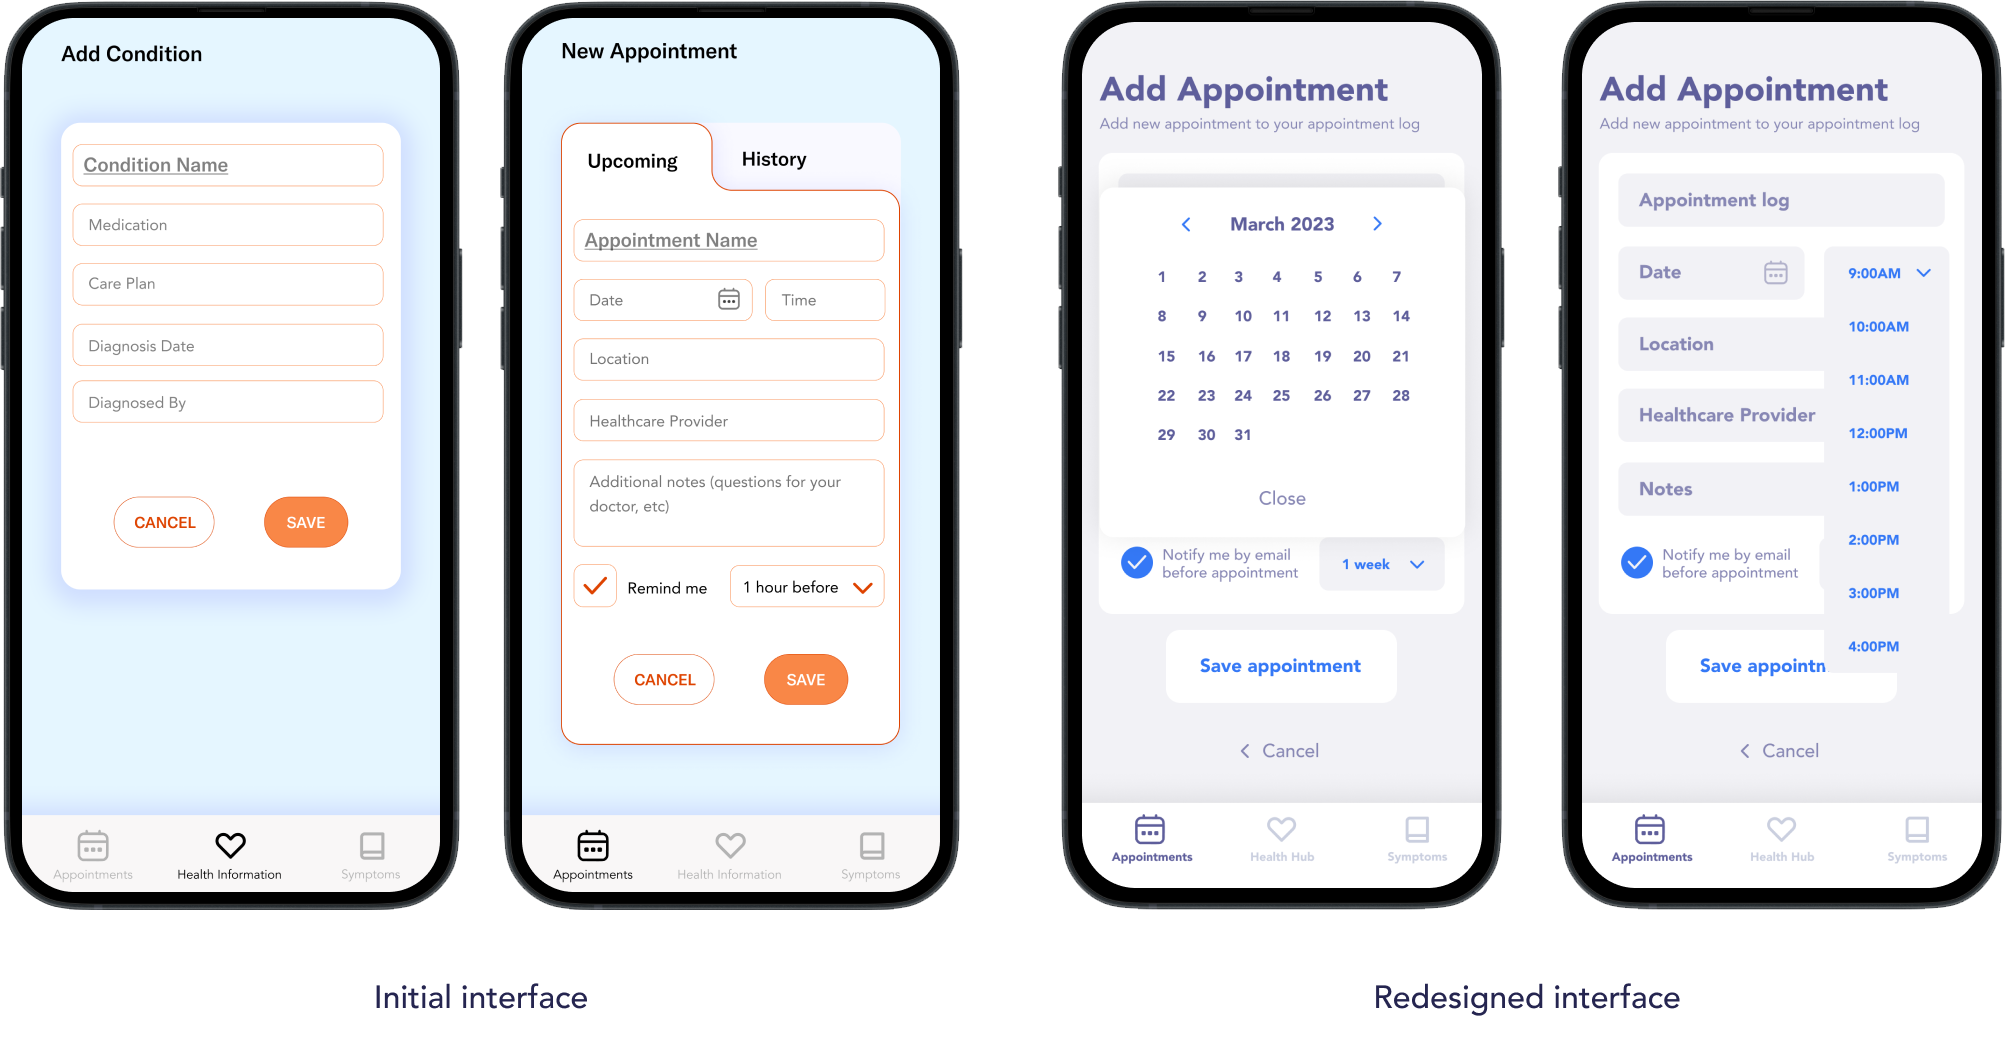 Add Condition
Condition Name
Medication
Care Plan
Diagnosis Date
Diagnosed By
CANCEL
SAVE
Appointments
Health Information
Symptoms
New Appointment
Upcoming
History
Appointment Name
Date
Time
Location
Healthcare Provider
Additional notes (questions for your
doctor, etc)
Remind me
1 hour before
CANCEL
SAVE
Appointments
Health Information
Symptoms
Initial interface
Add Appointment
Add new appointment to your appointment log
March 2023
1 2 3 4 5 6 7
8 9 10 11 12 13 14
15 16 17 18 19 20 21
22 23 24 25 26 27 28
29 30 31
Close
Notify me by email
before appointment
1 week
Save appointment
Cancel
Appointments
Health Hub
Symptoms
Add Appointment
Add new appointment to your appointment log
Appointment log
Date
9:00AM
10:00AM
Location
11:00AM
Healthcare Provider
12:00PM
Notes
1:00PM
2:00PM
Notify me by email
before appointment
3:00PM
4:00PM
Save appointn
Cancel
Appointments
Health Hub
Symptoms
Redesigned interface